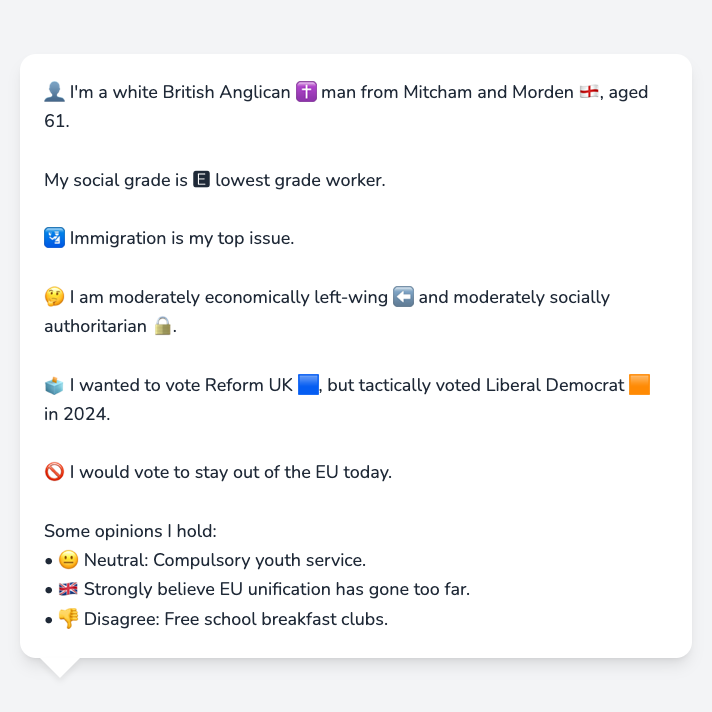 👤 I'm a white British Anglican ✝️ man from Mitcham and Morden 🏴󠁧󠁢󠁥󠁮󠁧󠁿, aged
61.
My social grade is 🅴 lowest grade worker.
🛂 Immigration is my top issue.
🤔 I am moderately economically left-wing ⬅️ and moderately socially
authoritarian 🔒.
🗳️ I wanted to vote Reform UK 🟦, but tactically voted Liberal Democrat 🟧
in 2024.
🚫 I would vote to stay out of the EU today.
Some opinions I hold:
• 😐 Neutral: Compulsory youth service.
• 🇬🇧 Strongly believe EU unification has gone too far.
• 👎 Disagree: Free school breakfast clubs.